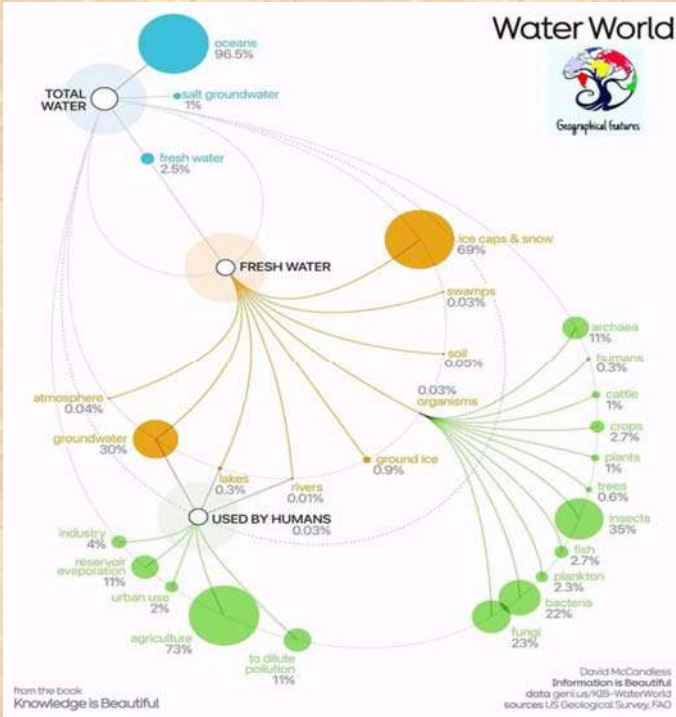 Water World
Geographical Features
oceans
96.5%
TOTAL
WATER
salt groundwater
1%
fresh water
2.5%
ice caps & snow
69%
FRESH WATER
swamps
0.03%
soil
0.05%
archaea
11%
humans
0.3%
0.03%
organisms
cattle
1%
atmosphere
0.04%
crops
2.7%
groundwater
30%
plants
1%
ground ice
0.9%
lakes
0.3%
rivers
0.01%
trees
0.6%
insects
35%
USED BY HUMANS
0.03%
industry
4%
fish
2.7%
reservoir
evaporation
11%
plankton
2.3%
urban use
2%
bacteria
22%
agriculture
73%
fungi
23%
to dilute
pollution
11%
from the book
Knowledge is Beautiful
David McCandless
Information is Beautiful
data geni.us/KIB-WaterWorld
sources US Geological Survey, FAO